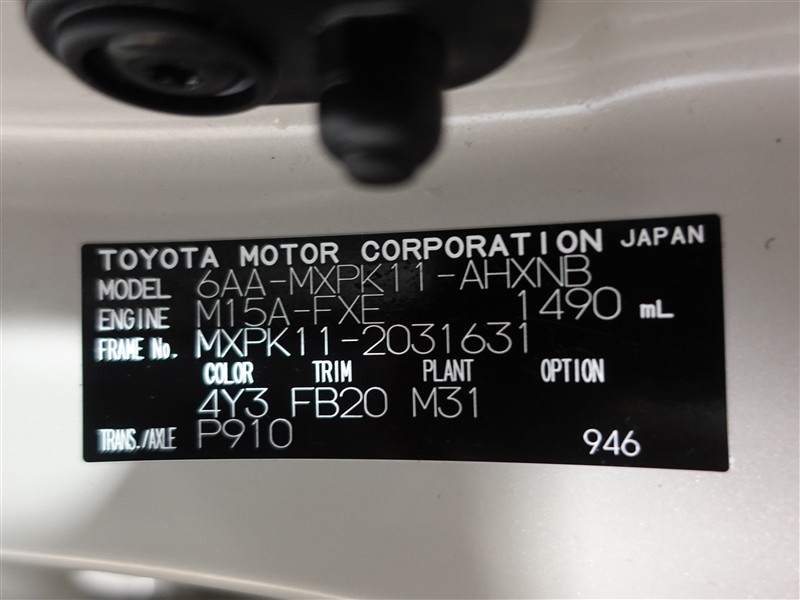 TOYOTA MOTOR CORPORATION JAPAN
MODEL 6AA-MXPK11-AHXNB
ENGINE M15A-FXE 1490 mL
FRAME No. MXPK11-2031631
COLOR TRIM PLANT OPTION
4Y3 FB20 M31
TRANS./AXLE P910 946